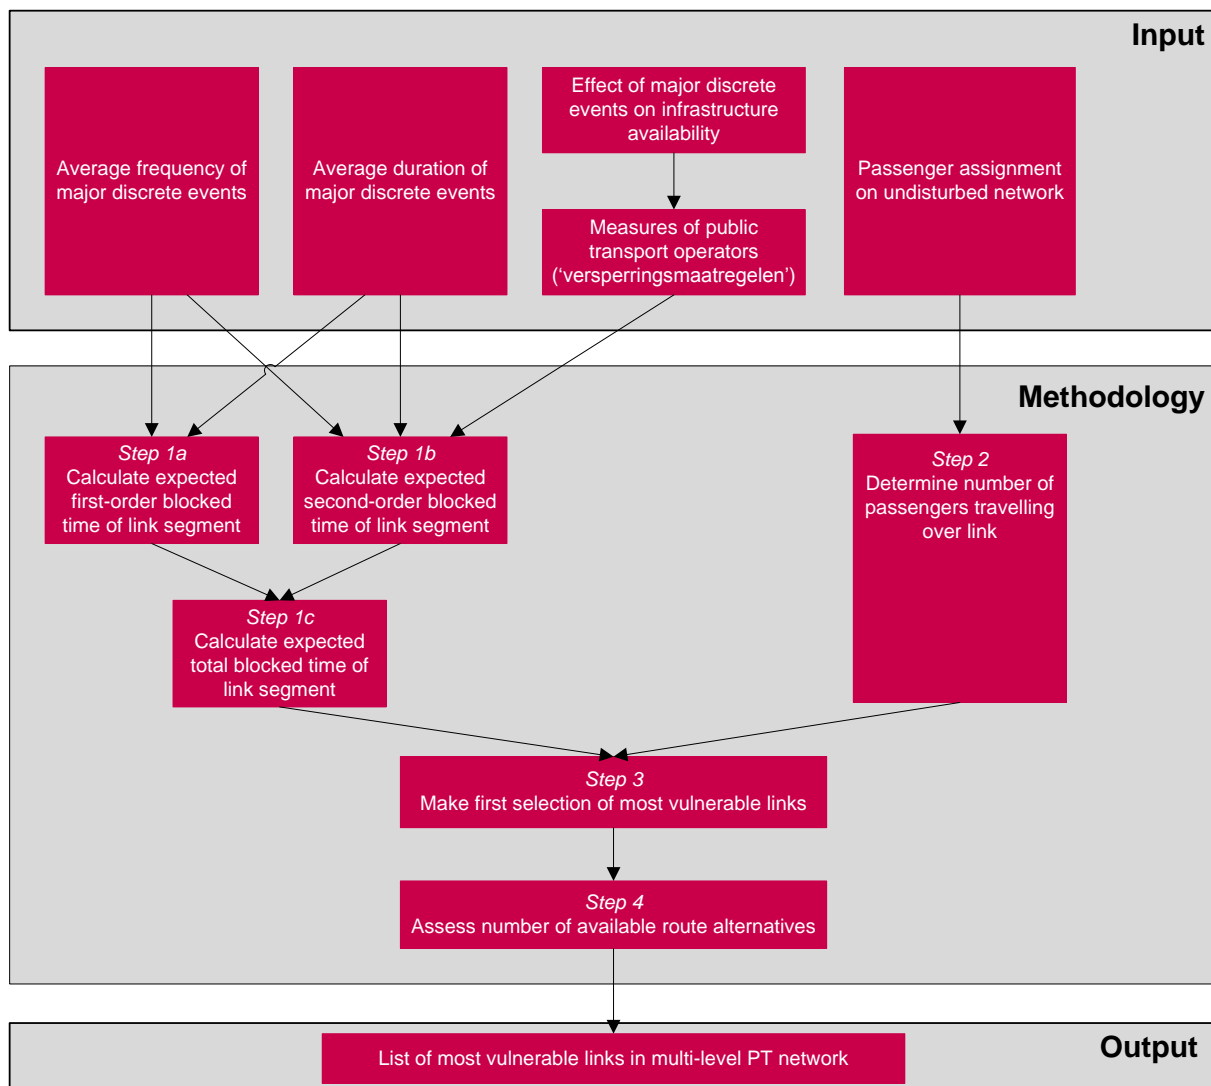 Input
Average frequency of
major discrete events
Average duration of
major discrete events
Effect of major discrete
events on infrastructure
availability
Measures of public
transport operators
(‘versperringsmaatregelen’)
Passenger assignment
on undisturbed network
Methodology
Step 1a
Calculate expected
first-order blocked
time of link segment
Step 1b
Calculate expected
second-order blocked
time of link segment
Step 2
Determine number of
passengers travelling
over link
Step 1c
Calculate expected
total blocked time of
link segment
Step 3
Make first selection of most vulnerable links
Step 4
Assess number of available route alternatives
Output
List of most vulnerable links in multi-level PT network